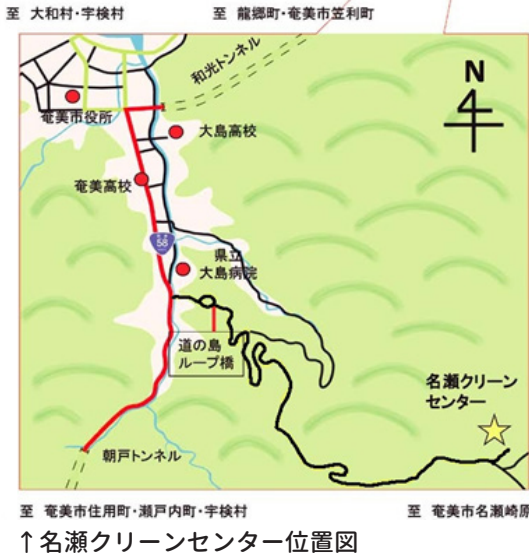 至 大和村・宇検村
至 龍郷町・奄美市笠利町
和光トンネル
N
奄美市役所
大島高校
奄美高校
58
県立
大島病院
道の島
ループ橋
名瀬クリーン
センター
朝戸トンネル
至 奄美市住用町・瀬戸内町・宇検村
至 奄美市名瀬崎原
↑名瀬クリーンセンター位置図